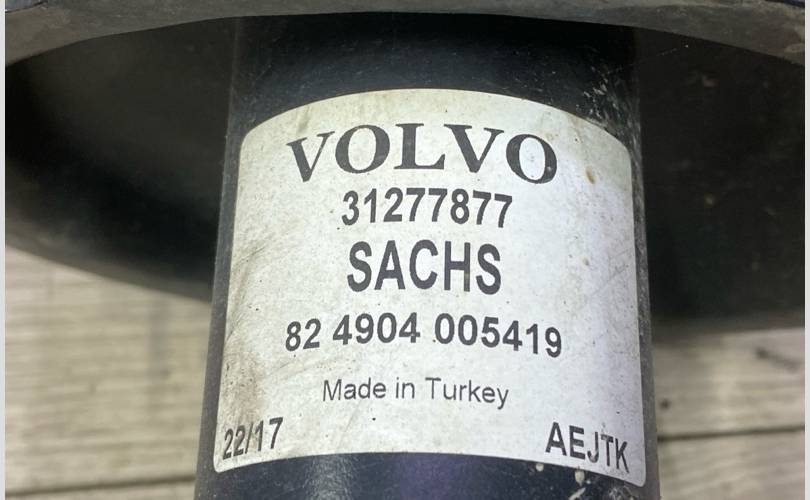 VOLVO
31277877
SACHS
82 4904 005419
Made in Turkey
22/17 AEJTK